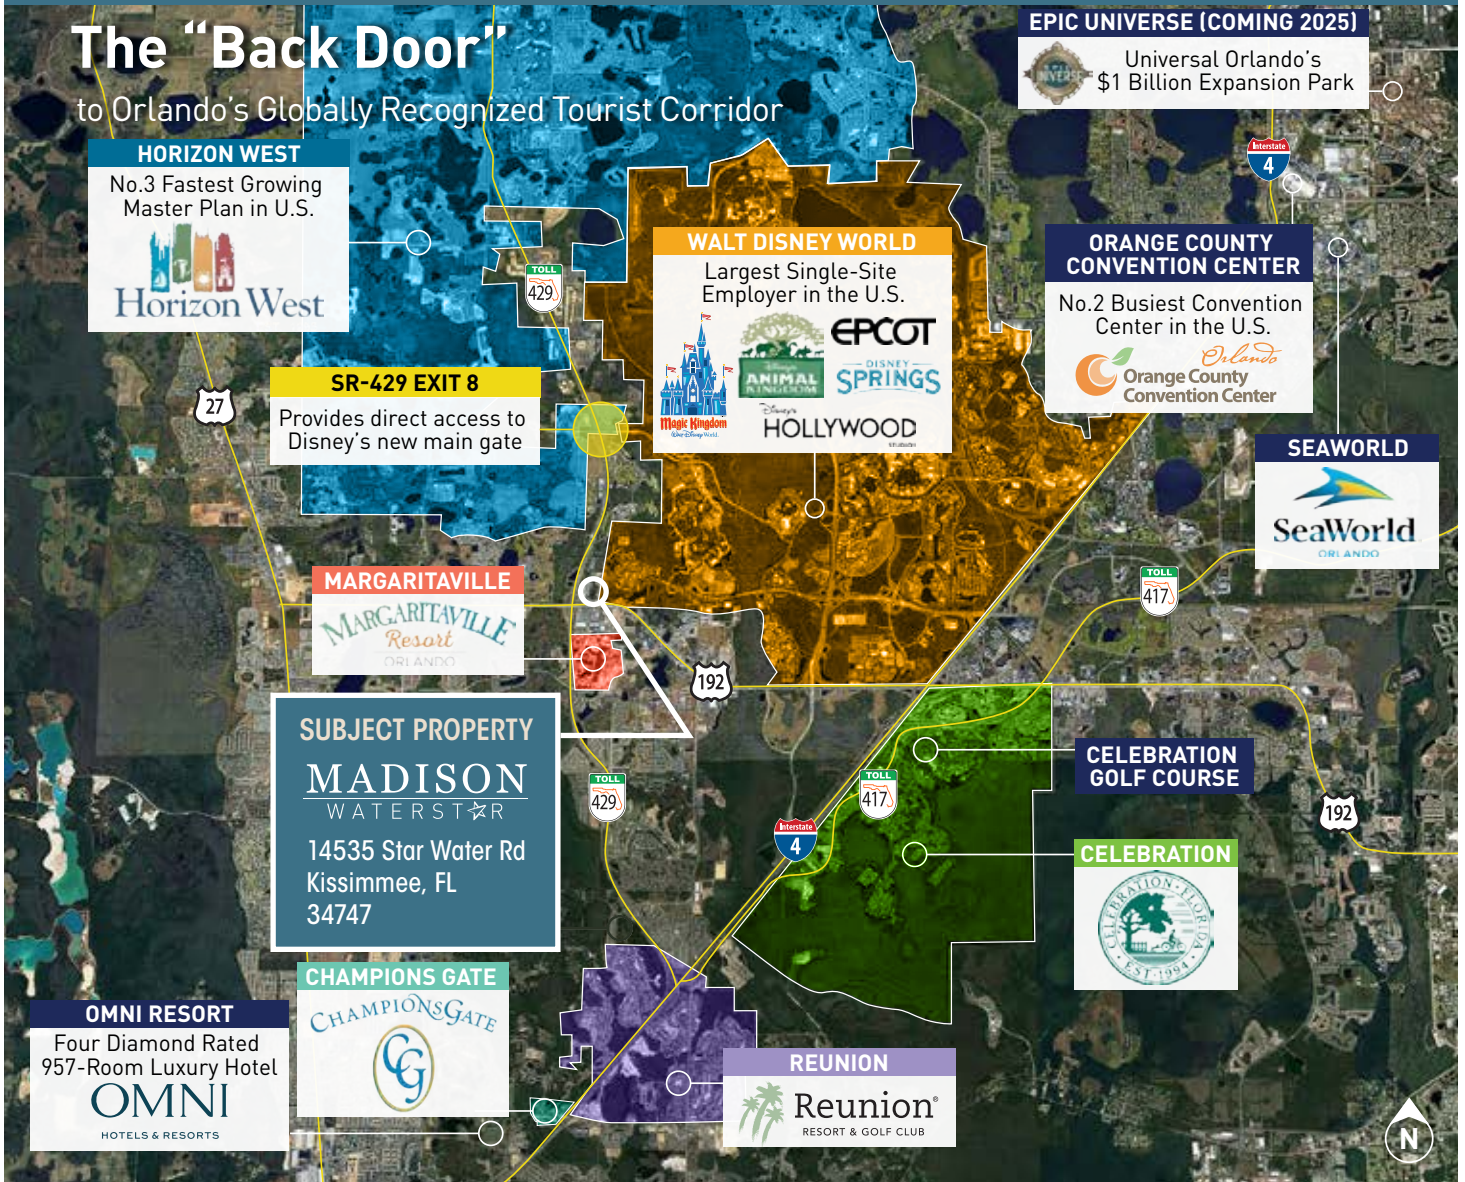 The “Back Door”
to Orlando’s Globally Recognized Tourist Corridor
EPIC UNIVERSE (COMING 2025)
UNIVERSE
Universal Orlando’s
$1 Billion Expansion Park
Interstate
4
HORIZON WEST
No.3 Fastest Growing
Master Plan in U.S.
Horizon West
TOLL
429
WALT DISNEY WORLD
Largest Single-Site
Employer in the U.S.
Magic Kingdom
Walt Disney World
Disney's
ANIMAL
KINGDOM
EPCOT
DISNEY
SPRINGS
Disney's
HOLLYWOOD
STUDIOS
ORANGE COUNTY
CONVENTION CENTER
No.2 Busiest Convention
Center in the U.S.
Orlando
Orange County
Convention Center
SR-429 EXIT 8
Provides direct access to
Disney’s new main gate
27
SEAWORLD
SeaWorld
ORLANDO
MARGARITAVILLE
MARGARITAVILLE
Resort
ORLANDO
TOLL
417
192
SUBJECT PROPERTY
MADISON
WATERSTAR
14535 Star Water Rd
Kissimmee, FL
34747
TOLL
429
TOLL
417
Interstate
4
CELEBRATION
GOLF COURSE
192
CELEBRATION
CELEBRATION · FLORIDA
EST · 1994
CHAMPIONS GATE
CHAMPIONSGATE
CG
OMNI RESORT
Four Diamond Rated
957-Room Luxury Hotel
OMNI
HOTELS & RESORTS
REUNION
Reunion®
RESORT & GOLF CLUB
N